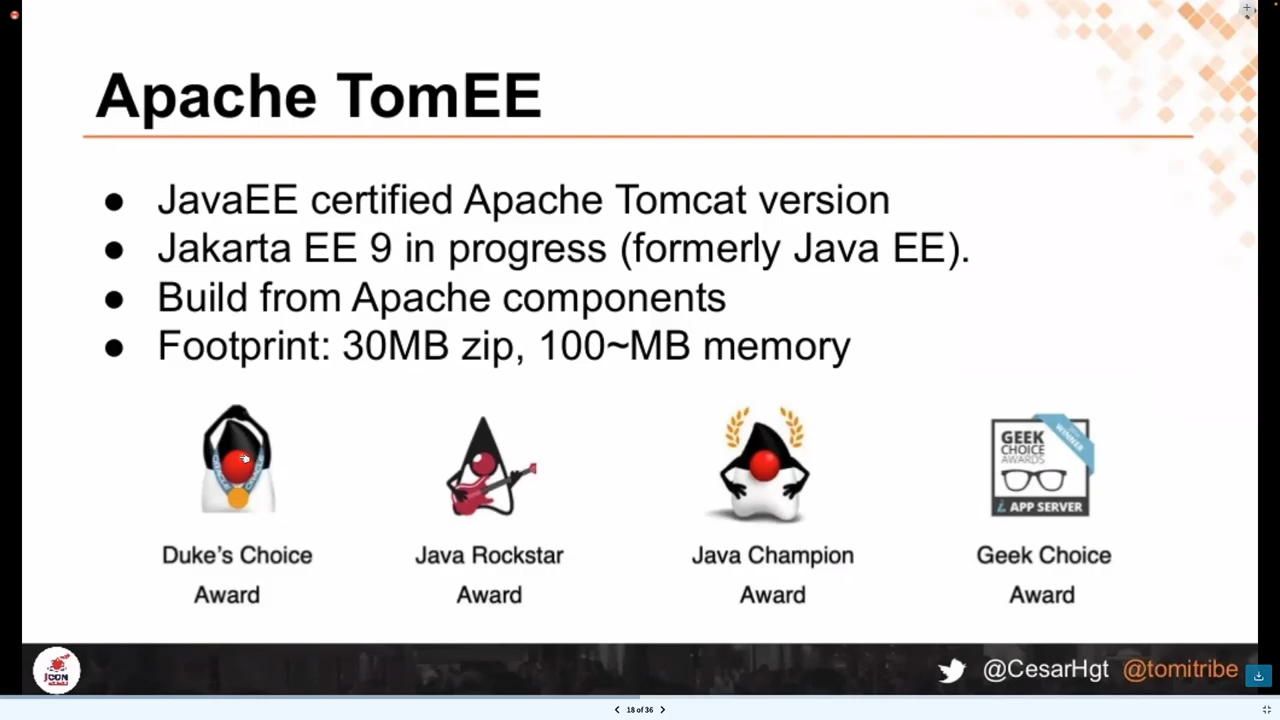 Apache TomEE
● JavaEE certified Apache Tomcat version
● Jakarta EE 9 in progress (formerly Java EE).
● Build from Apache components
● Footprint: 30MB zip, 100~MB memory
GEEK
CHOICE
AWARDS
WINNER
APP SERVER
Duke's Choice
Award
Java Rockstar
Award
Java Champion
Award
Geek Choice
Award
JCON
@CesarHgt @tomitribe
18 of 36